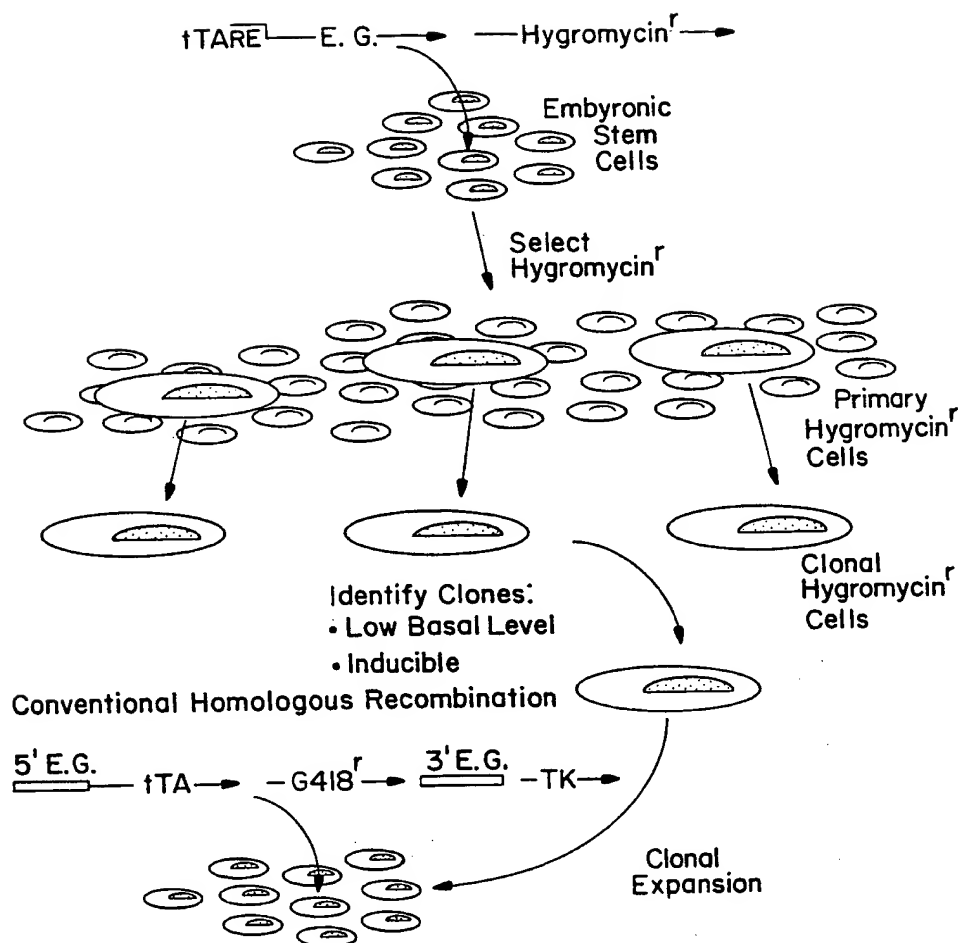 tTARE E. G. Hygromycin r
Embyronic
Stem
Cells
Select
Hygromycin r
Primary
Hygromycin r
Cells
Clonal
Hygromycin r
Cells
Identify Clones:
• Low Basal Level
• Inducible
Conventional Homologous Recombination
5' E.G. tTA -G418 r 3' E.G. -TK
Clonal
Expansion